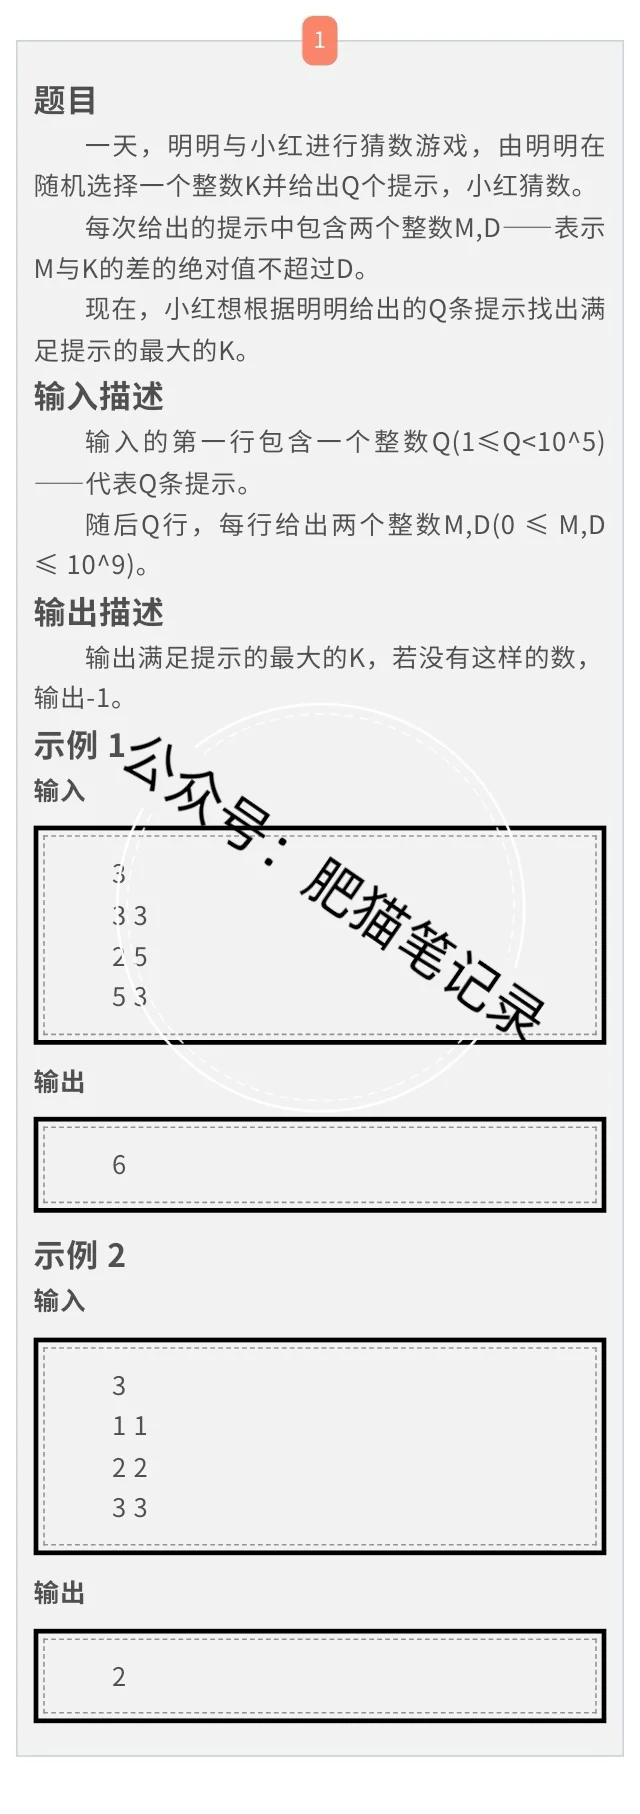 1
题目
一天，明明与小红进行猜数游戏，由明明在
随机选择一个整数K并给出Q个提示，小红猜数。
每次给出的提示中包含两个整数M,D——表示
M与K的差的绝对值不超过D。
现在，小红想根据明明给出的Q条提示找出满
足提示的最大的K。
输入描述
输入的第一行包含一个整数Q(1≤Q<10^5)
——代表Q条提示。
随后Q行，每行给出两个整数M,D(0 ≤ M,D
≤ 10^9)。
输出描述
输出满足提示的最大的K，若没有这样的数，
输出-1。
示例 1
公众号：肥猫笔记录
输入
3
3 3
2 5
5 3
输出
6
示例 2
输入
3
1 1
2 2
3 3
输出
2